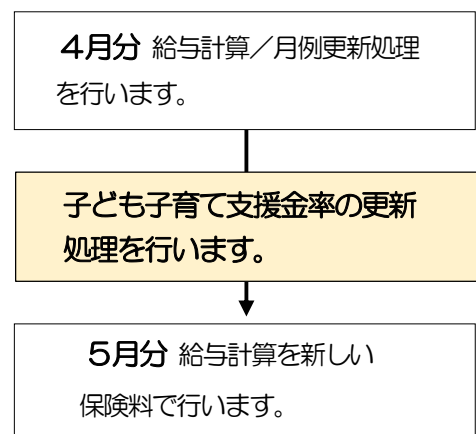 ４月分 給与計算／月例更新処理
を行います。
子ども子育て支援金率の更新
処理を行います。
５月分 給与計算を新しい
保険料で行います。